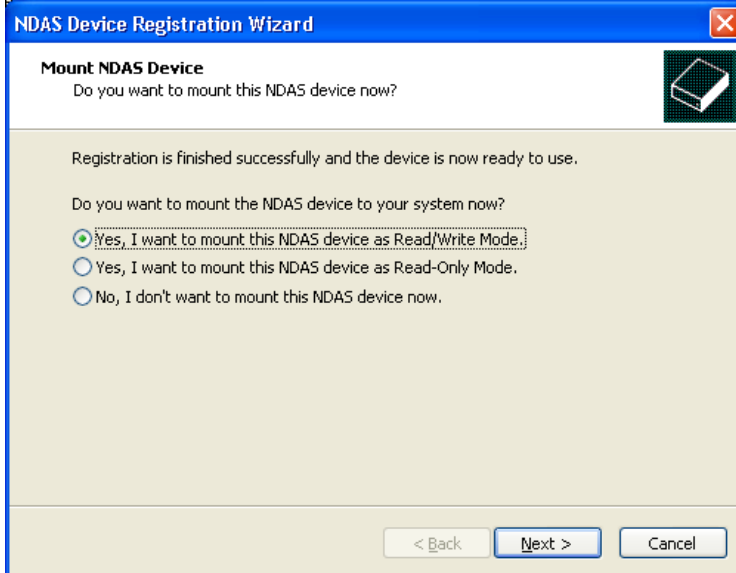 NDAS Device Registration Wizard
Mount NDAS Device
Do you want to mount this NDAS device now?
Registration is finished successfully and the device is now ready to use.
Do you want to mount the NDAS device to your system now?
Yes, I want to mount this NDAS device as Read/Write Mode.
Yes, I want to mount this NDAS device as Read-Only Mode.
No, I don't want to mount this NDAS device now.
< Back Next > Cancel